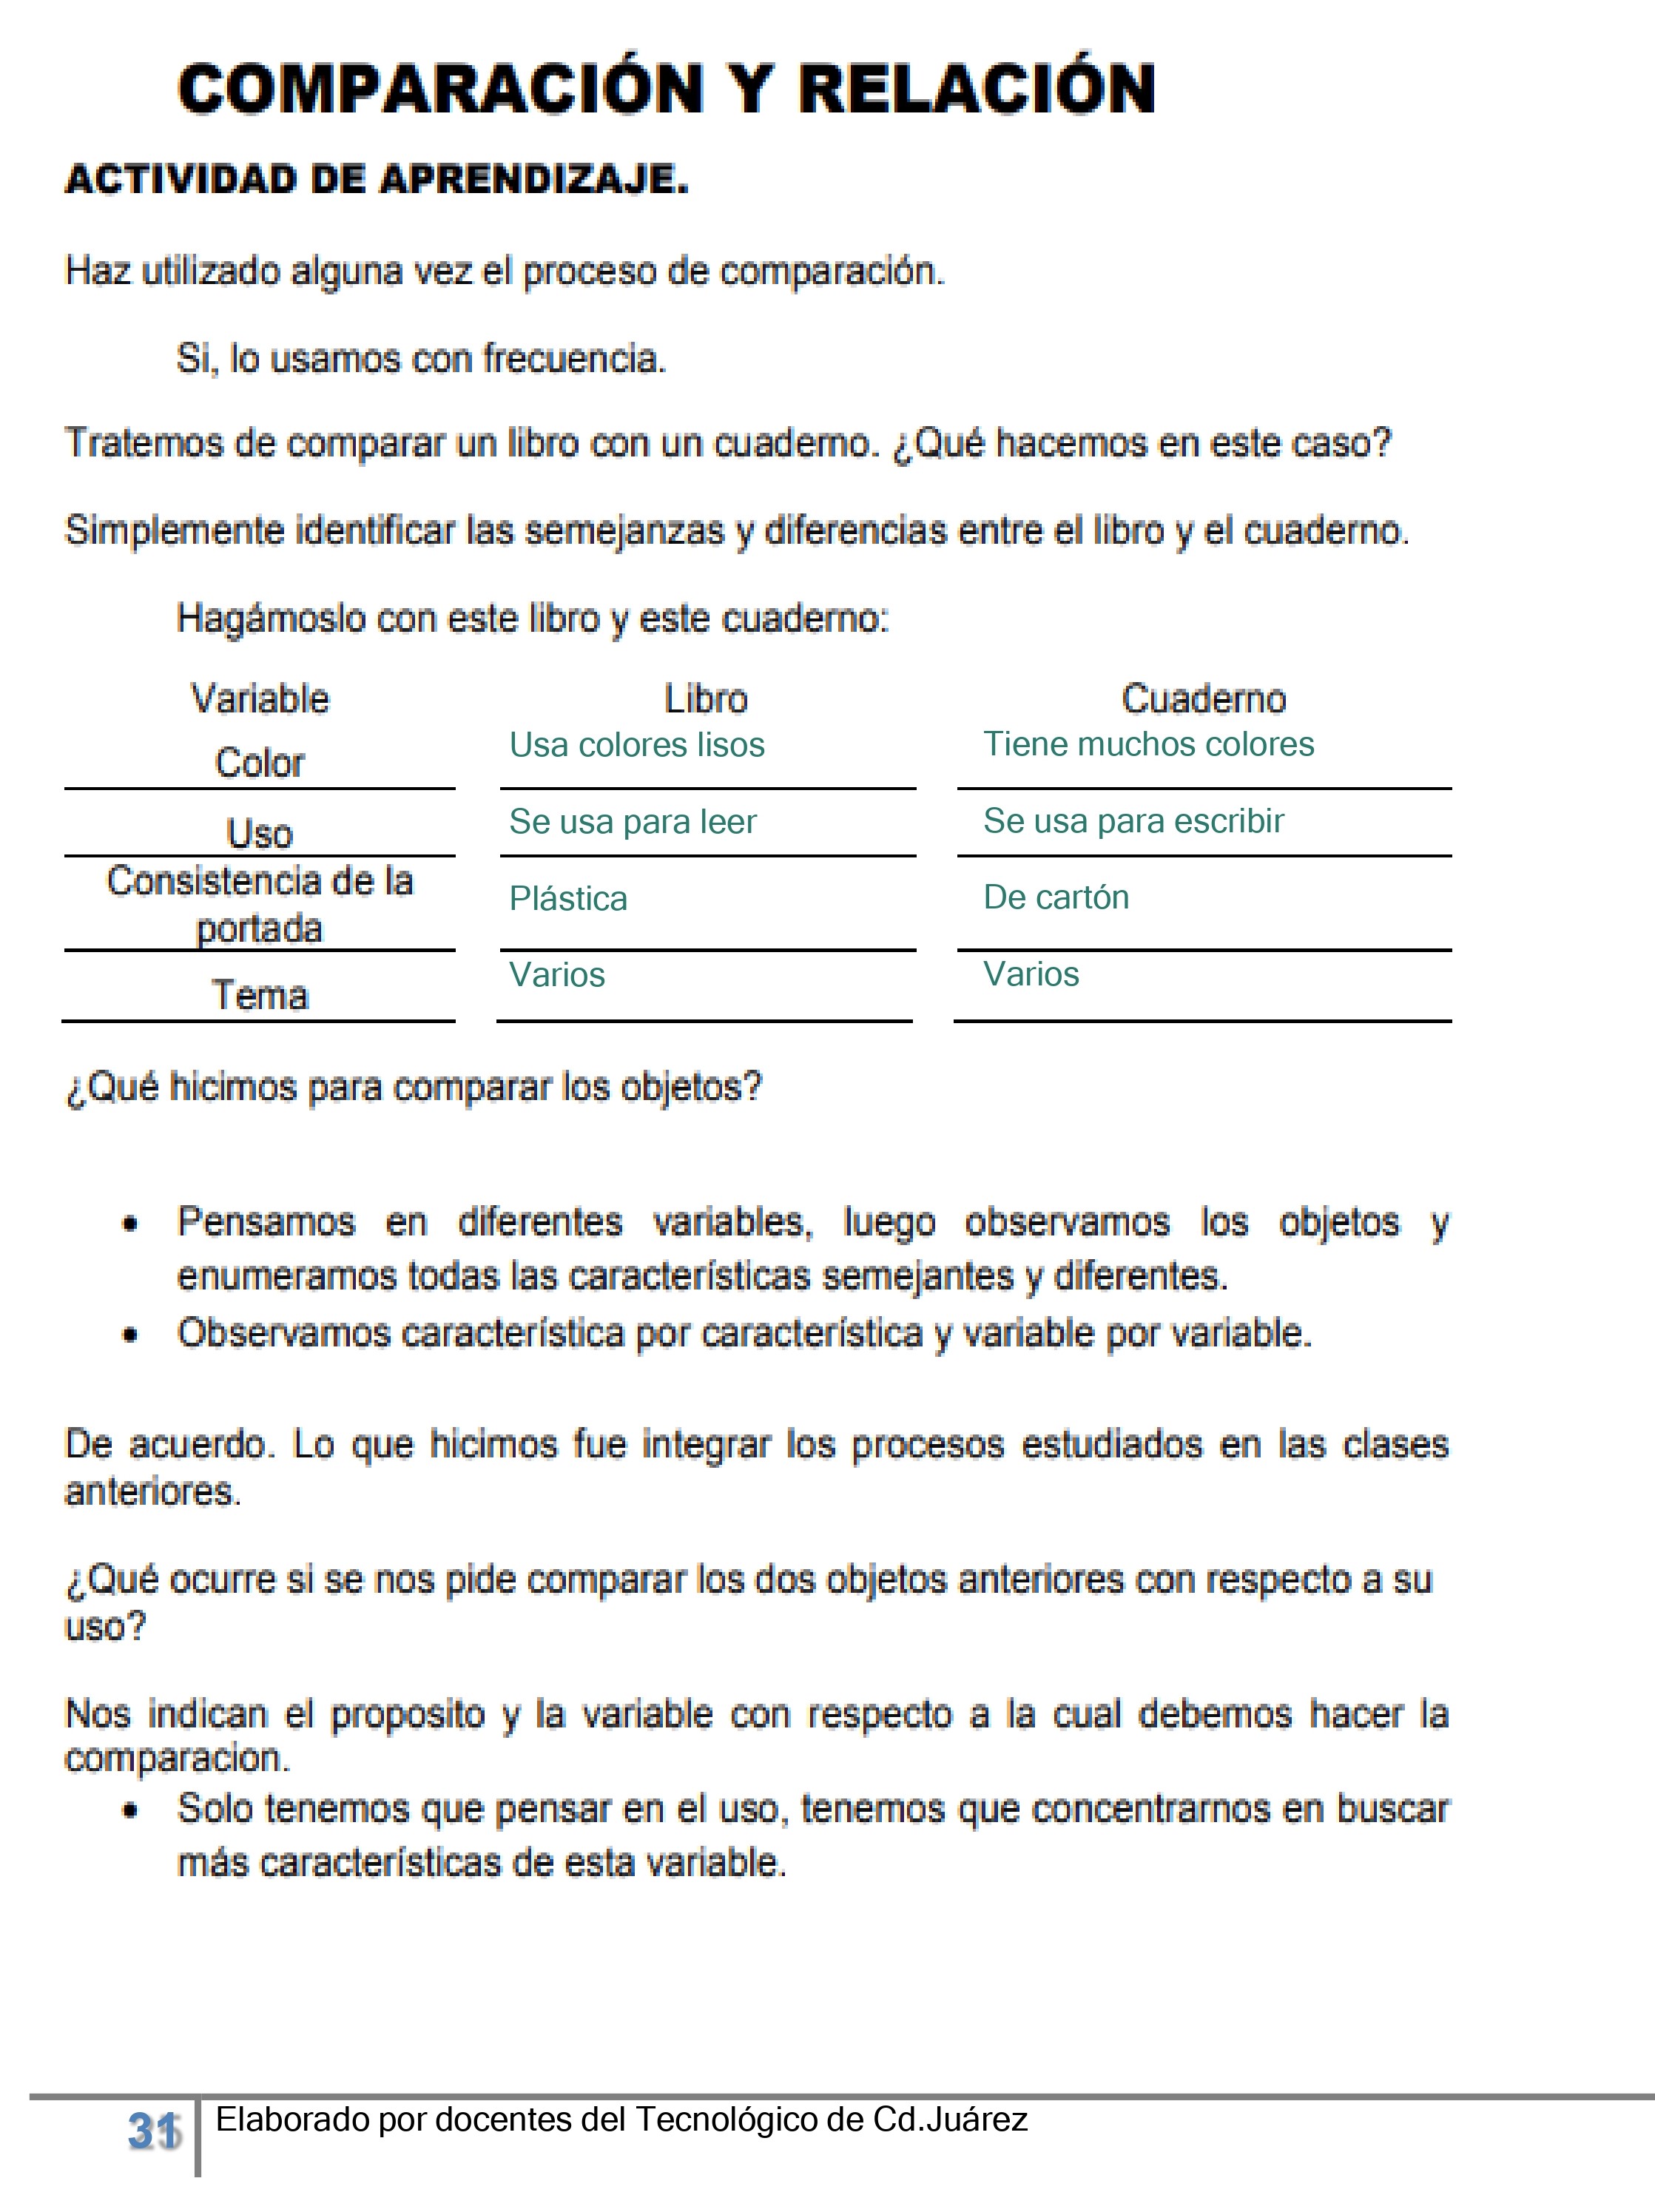 COMPARACIÓN Y RELACIÓN
ACTIVIDAD DE APRENDIZAJE.
Haz utilizado alguna vez el proceso de comparación.
Si, lo usamos con frecuencia.
Tratemos de comparar un libro con un cuaderno. ¿Qué hacemos en este caso?
Simplemente identificar las semejanzas y diferencias entre el libro y el cuaderno.
Hagámoslo con este libro y este cuaderno:
Variable Libro Cuaderno
Color Usa colores lisos Tiene muchos colores
Uso Se usa para leer Se usa para escribir
Consistencia de la
portada Plástica De cartón
Tema Varios Varios
¿Qué hicimos para comparar los objetos?
• Pensamos en diferentes variables, luego observamos los objetos y
enumeramos todas las características semejantes y diferentes.
• Observamos característica por característica y variable por variable.
De acuerdo. Lo que hicimos fue integrar los procesos estudiados en las clases
anteriores.
¿Qué ocurre si se nos pide comparar los dos objetos anteriores con respecto a su
uso?
Nos indican el proposito y la variable con respecto a la cual debemos hacer la
comparacion.
• Solo tenemos que pensar en el uso, tenemos que concentrarnos en buscar
más características de esta variable.
31 Elaborado por docentes del Tecnológico de Cd.Juárez